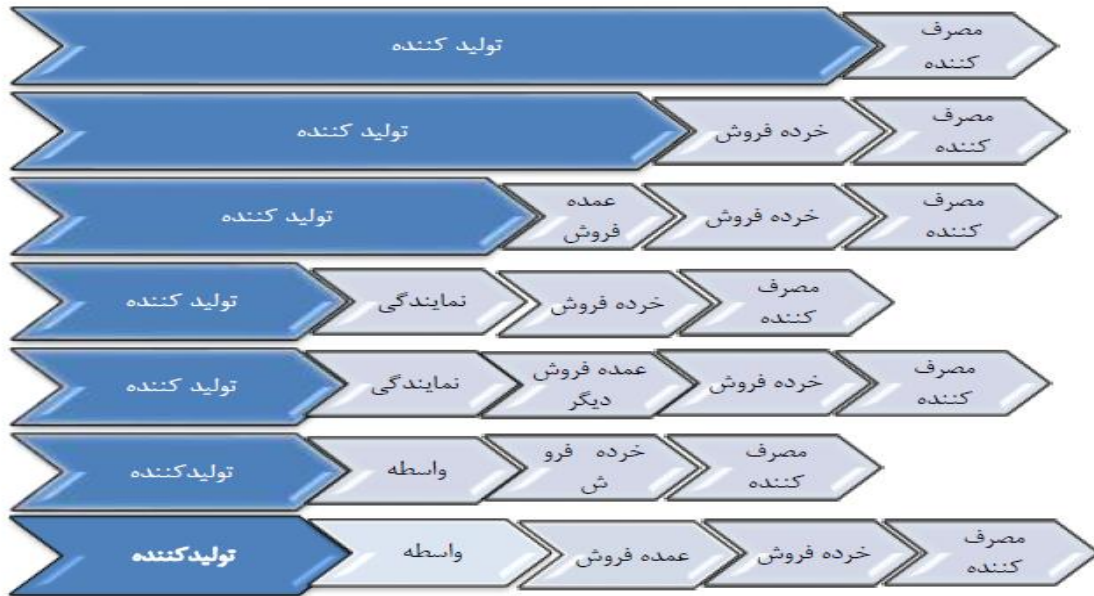 تولید کننده
مصرف
کننده
تولید کننده
خرده فروش
مصرف
کننده
تولید کننده
عمده
فروش
خرده فروش
مصرف
کننده
تولید کننده
نمایندگی
خرده فروش
مصرف
کننده
تولید کننده
نمایندگی
عمده فروش
دیگر
خرده فروش
مصرف
کننده
تولیدکننده
واسطه
خرده فرو
ش
مصرف
کننده
تولیدکننده
واسطه
عمده فروش
خرده فروش
مصرف
کننده